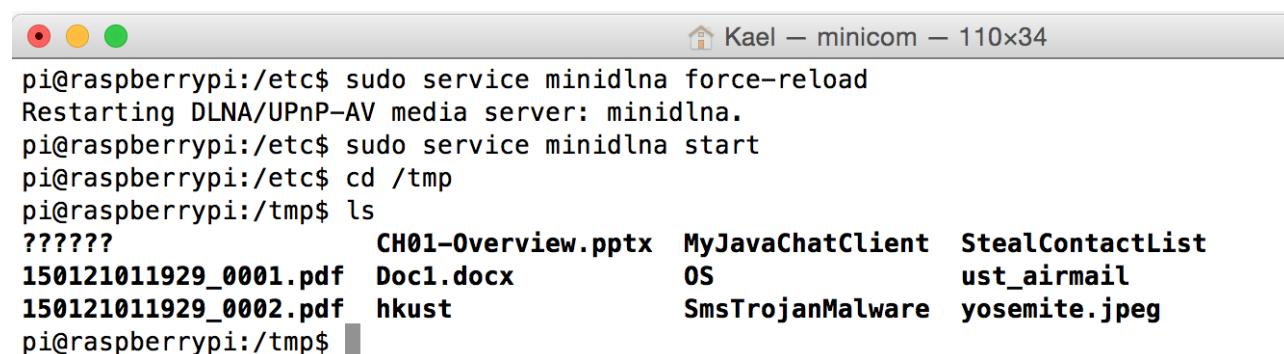 Kael — minicom — 110×34
pi@raspberrypi:/etc$ sudo service minidlna force-reload
Restarting DLNA/UPnP-AV media server: minidlna.
pi@raspberrypi:/etc$ sudo service minidlna start
pi@raspberrypi:/etc$ cd /tmp
pi@raspberrypi:/tmp$ ls
?????? CH01-Overview.pptx MyJavaChatClient StealContactList
150121011929_0001.pdf Doc1.docx OS ust_airmail
150121011929_0002.pdf hkust SmsTrojanMalware yosemite.jpeg
pi@raspberrypi:/tmp$